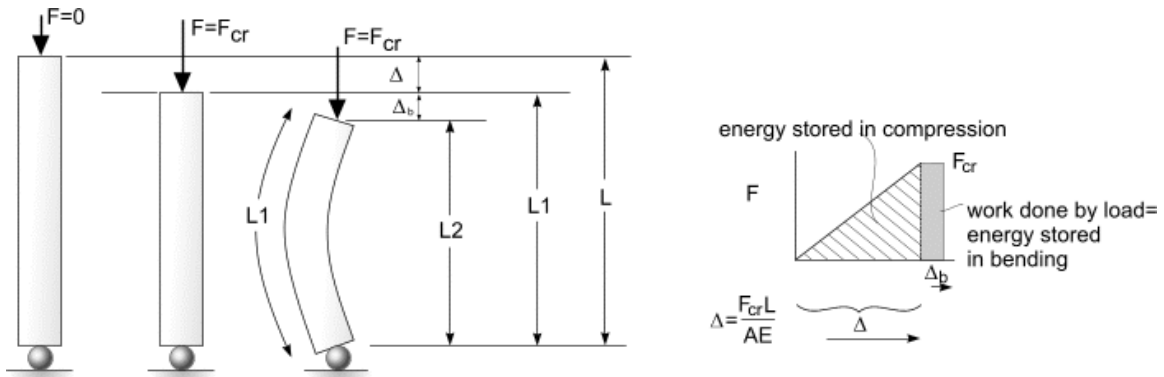 F=0
F=Fcr
F=Fcr
Δ
Δb
L1
L2
L1
L
energy stored in compression
F
Fcr
work done by load=
energy stored
in bending
Δb
Δ=FcrL/AE
Δ